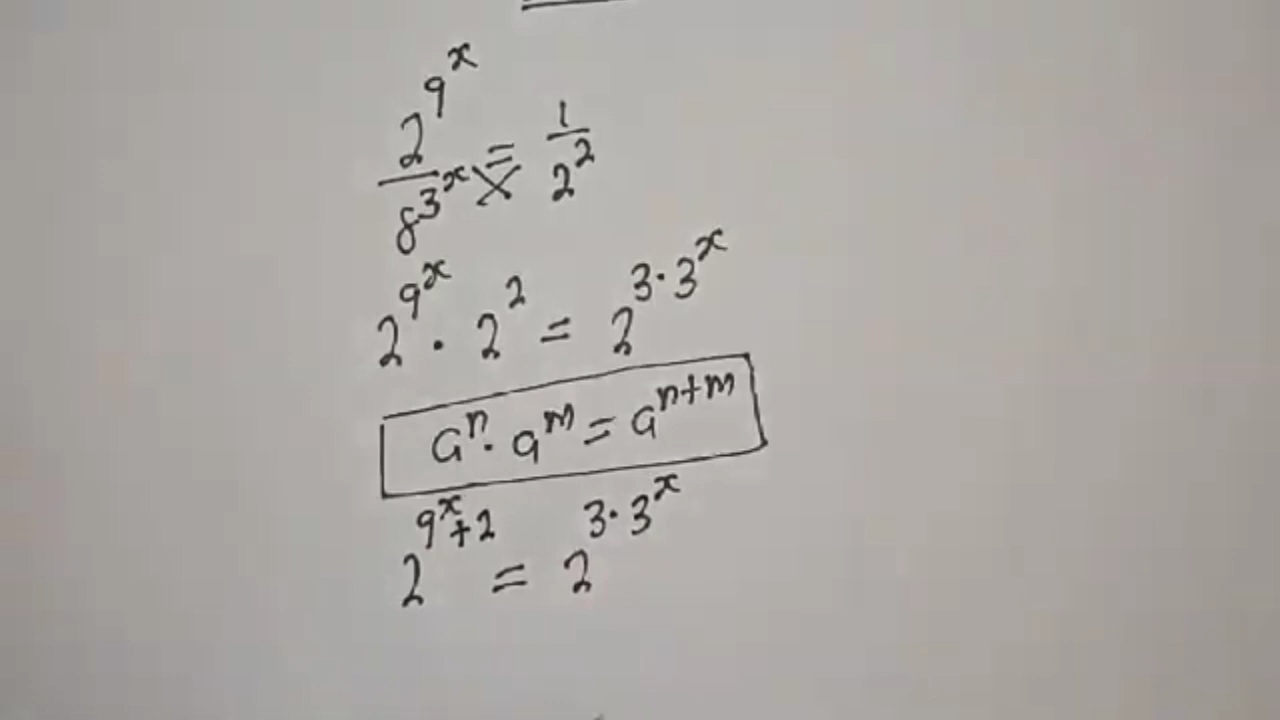 2^{9^x} / 8^{3^x} = 1 / 2^2
2^{9^x} · 2^2 = 2^{3·3^x}
a^n · a^m = a^{n+m}
2^{9^x+2} = 2^{3·3^x}